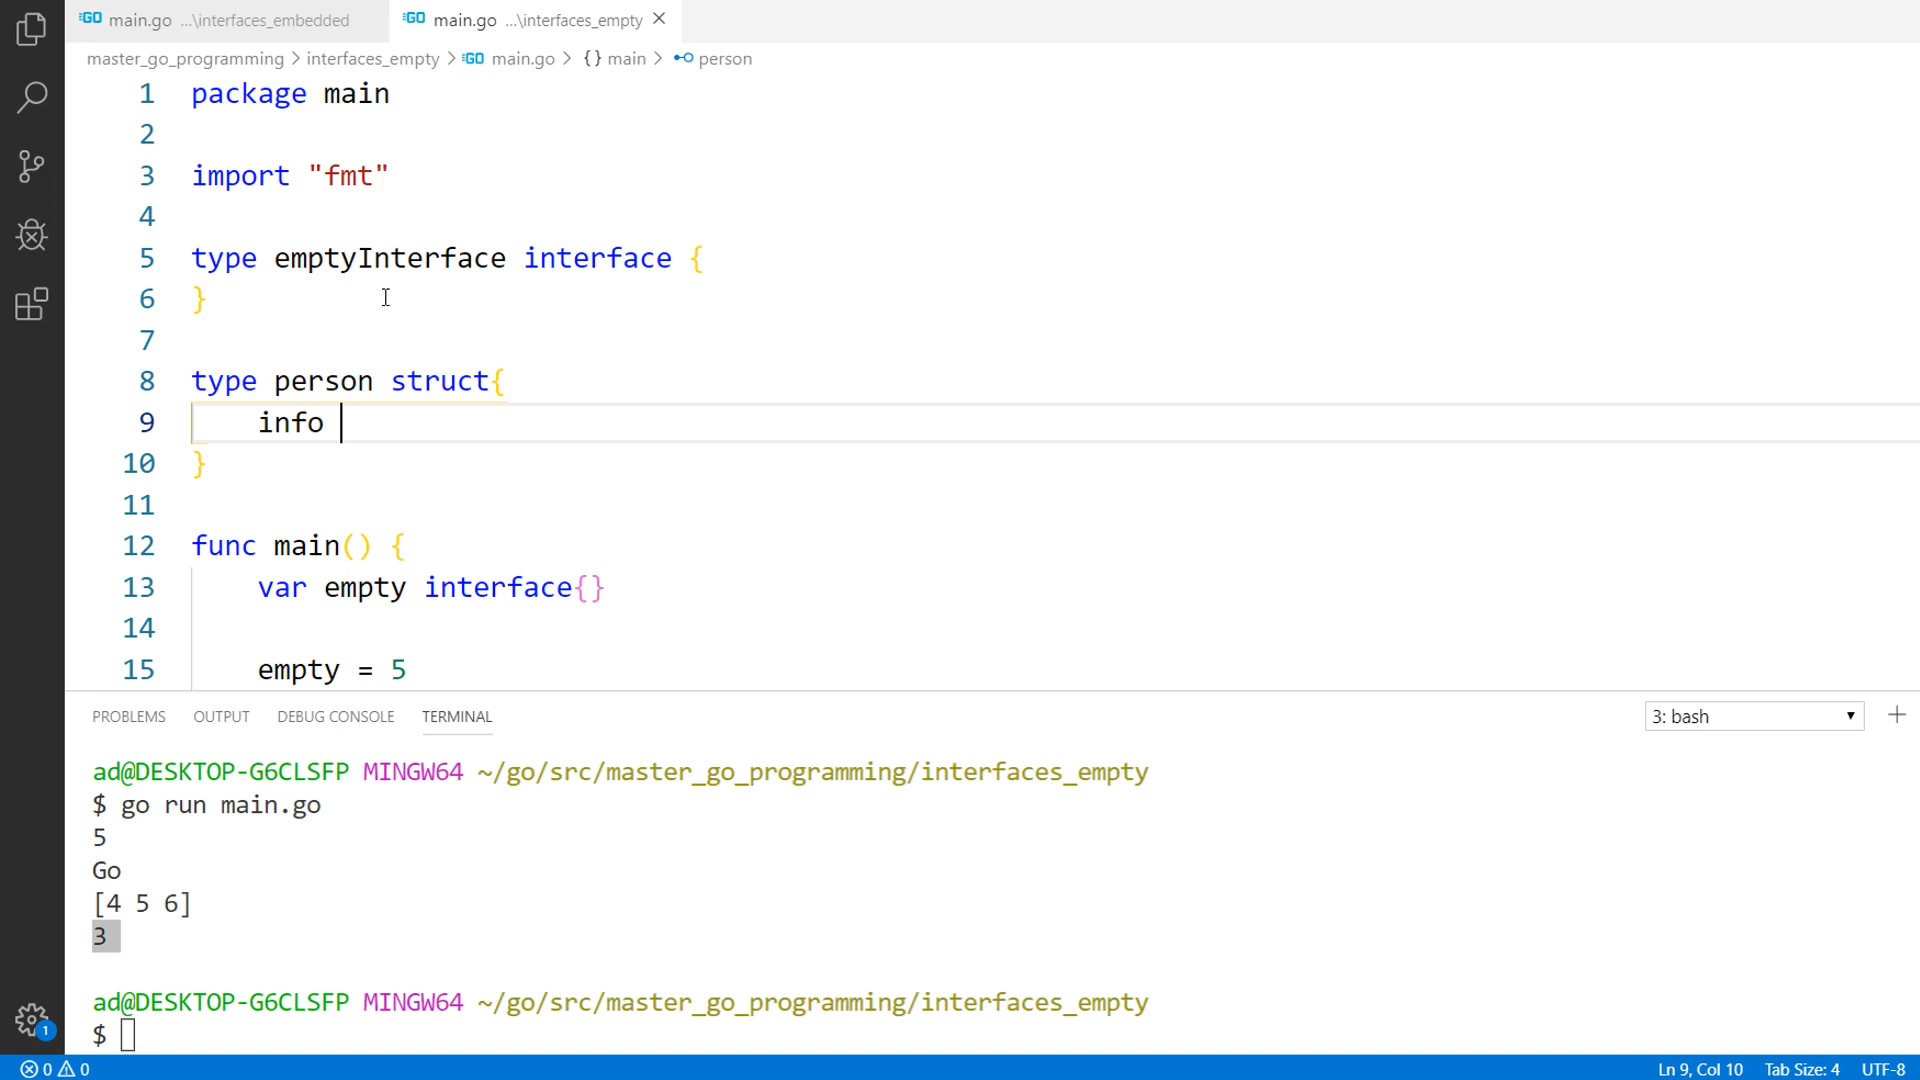 GO main.go ...\interfaces_embedded GO main.go ...\interfaces_empty
master_go_programming > interfaces_empty > GO main.go > {} main > person
1 package main
2
3 import "fmt"
4
5 type emptyInterface interface {
6 }
7
8 type person struct{
9 info
10 }
11
12 func main() {
13 var empty interface{}
14
15 empty = 5
PROBLEMS OUTPUT DEBUG CONSOLE TERMINAL 3: bash
ad@DESKTOP-G6CLSFP MINGW64 ~/go/src/master_go_programming/interfaces_empty
$ go run main.go
5
Go
[4 5 6]
3
ad@DESKTOP-G6CLSFP MINGW64 ~/go/src/master_go_programming/interfaces_empty
$
1
0 0 Ln 9, Col 10 Tab Size: 4 UTF-8